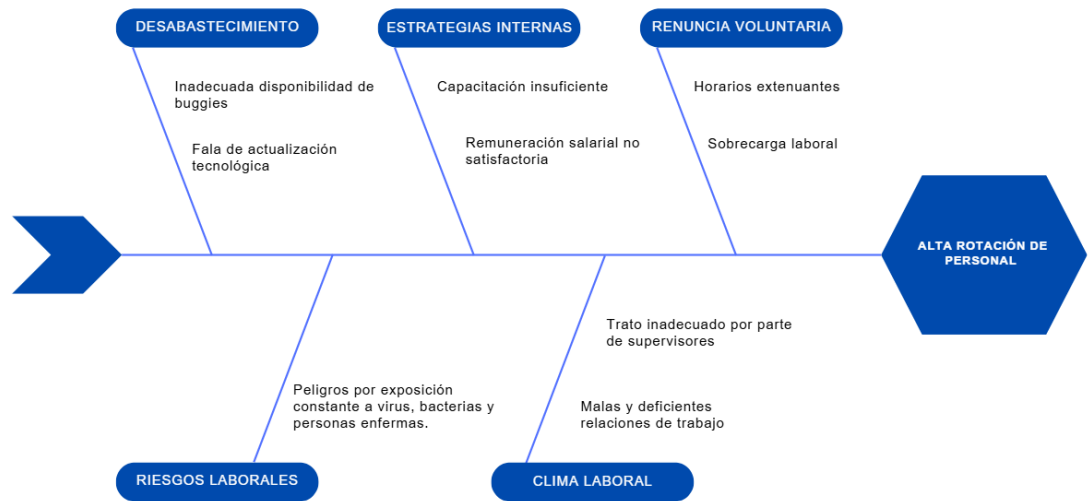 DESABASTECIMIENTO
ESTRATEGIAS INTERNAS
RENUNCIA VOLUNTARIA
Inadecuada disponibilidad de
buggies
Fala de actualización
tecnológica
Capacitación insuficiente
Remuneración salarial no
satisfactoria
Horarios extenuantes
Sobrecarga laboral
ALTA ROTACIÓN DE
PERSONAL
Peligros por exposición
constante a virus, bacterias y
personas enfermas.
Trato inadecuado por parte
de supervisores
Malas y deficientes
relaciones de trabajo
RIESGOS LABORALES
CLIMA LABORAL